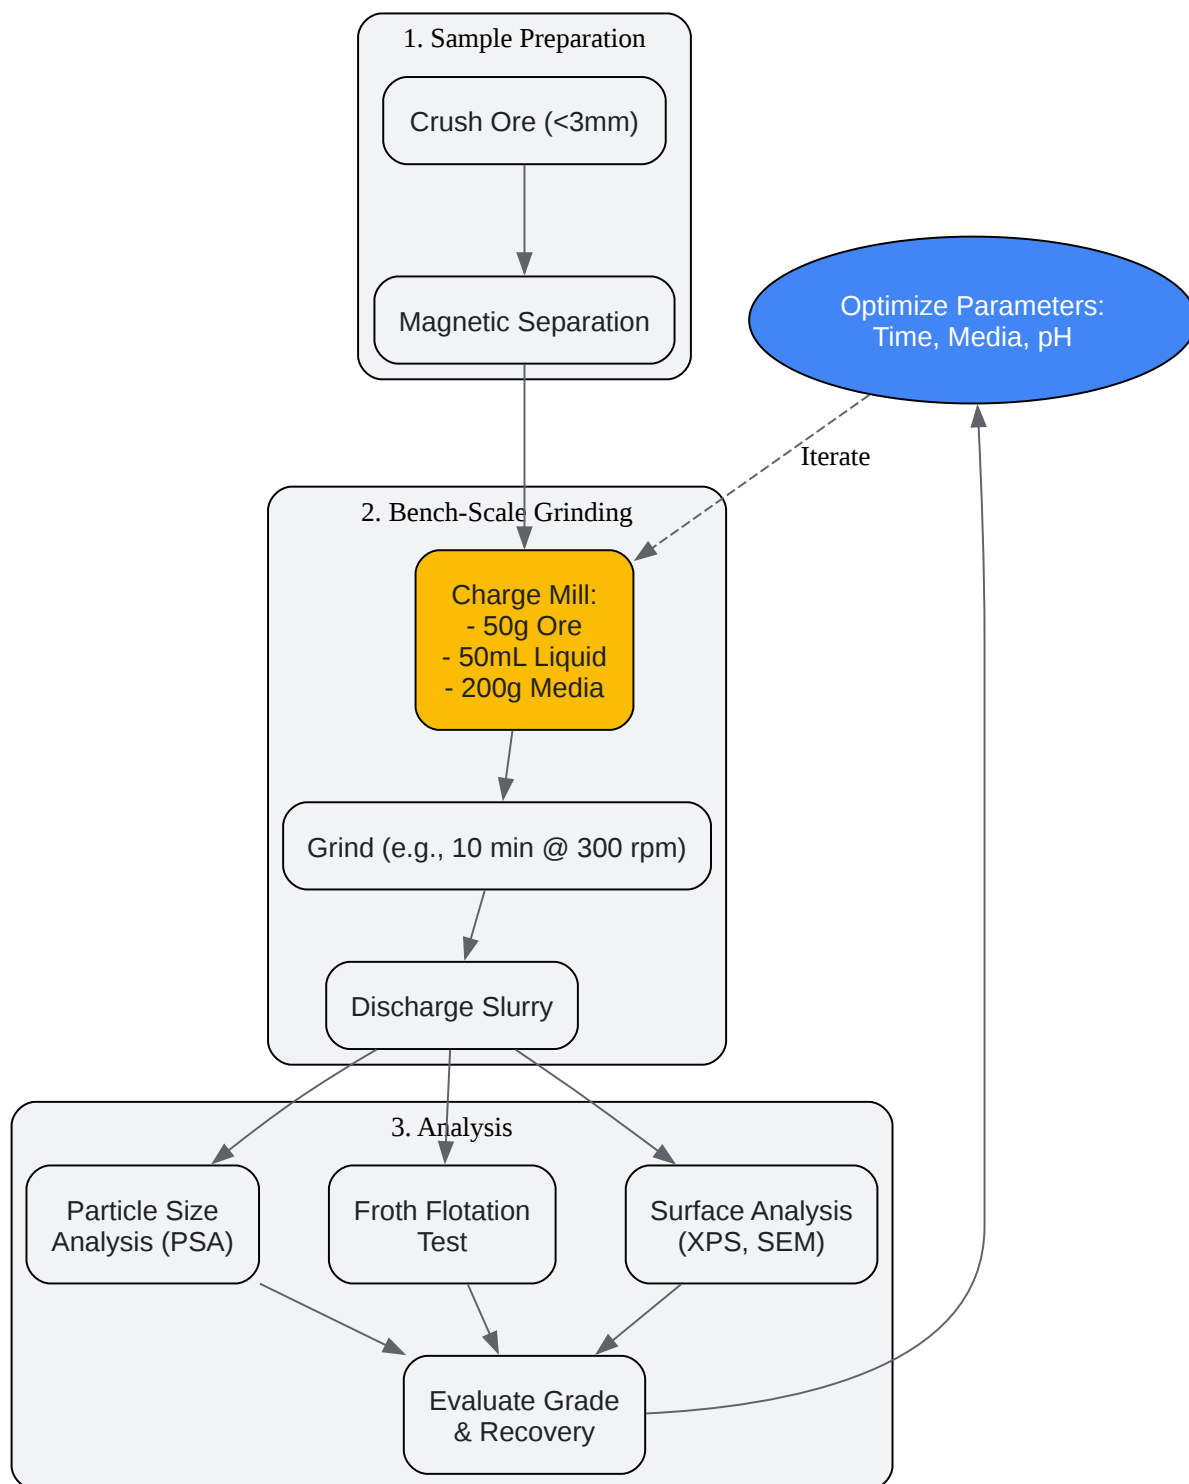 1. Sample Preparation
Crush Ore (<3mm)
Magnetic Separation
Optimize Parameters:
Time, Media, pH
Iterate
2. Bench-Scale Grinding
Charge Mill:
- 50g Ore
- 50mL Liquid
- 200g Media
Grind (e.g., 10 min @ 300 rpm)
Discharge Slurry
3. Analysis
Particle Size
Analysis (PSA)
Froth Flotation
Test
Surface Analysis
(XPS, SEM)
Evaluate Grade
& Recovery